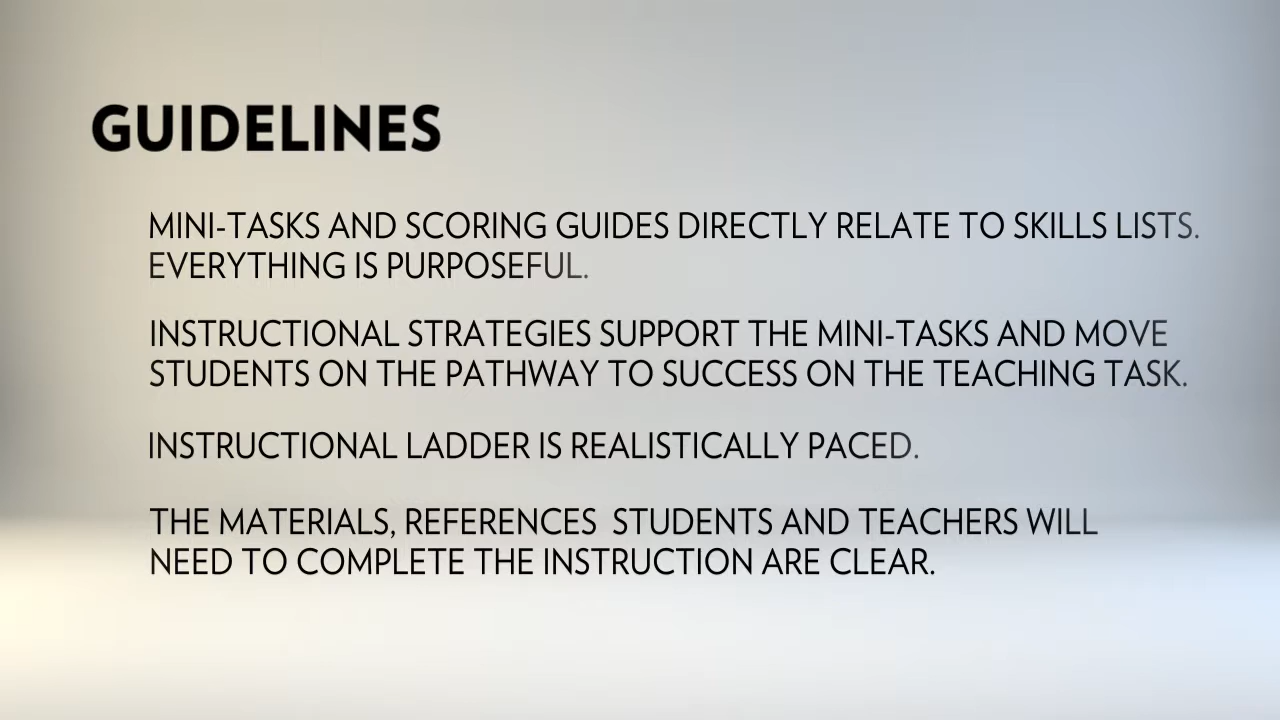 GUIDELINES
MINI-TASKS AND SCORING GUIDES DIRECTLY RELATE TO SKILLS LISTS.
EVERYTHING IS PURPOSEFUL.
INSTRUCTIONAL STRATEGIES SUPPORT THE MINI-TASKS AND MOVE
STUDENTS ON THE PATHWAY TO SUCCESS ON THE TEACHING TASK.
INSTRUCTIONAL LADDER IS REALISTICALLY PACED.
THE MATERIALS, REFERENCES  STUDENTS AND TEACHERS WILL
NEED TO COMPLETE THE INSTRUCTION ARE CLEAR.